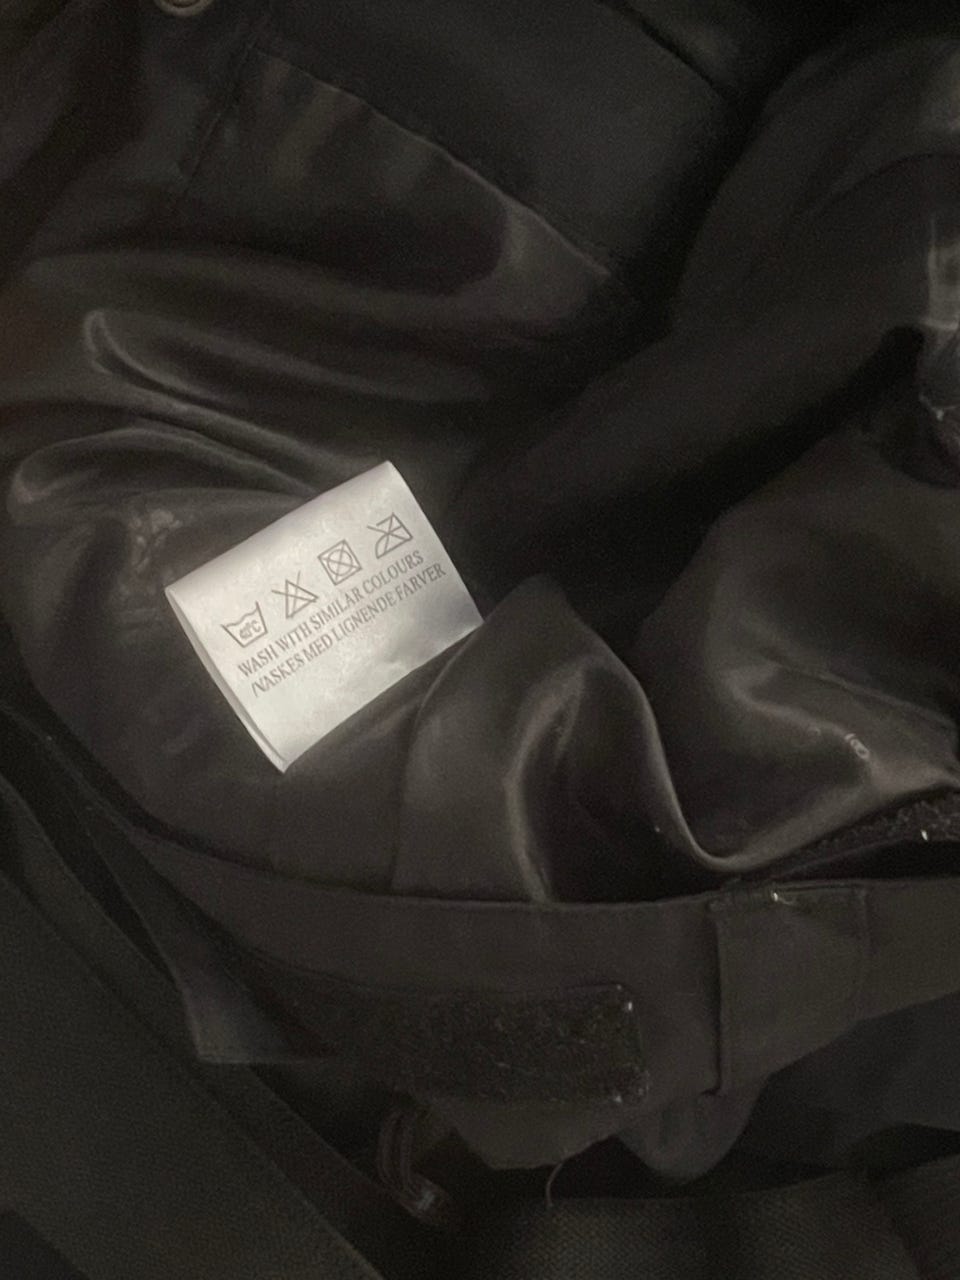 40°C
WASH WITH SIMILAR COLOURS
/VASKES MED LIGNENDE FARVER